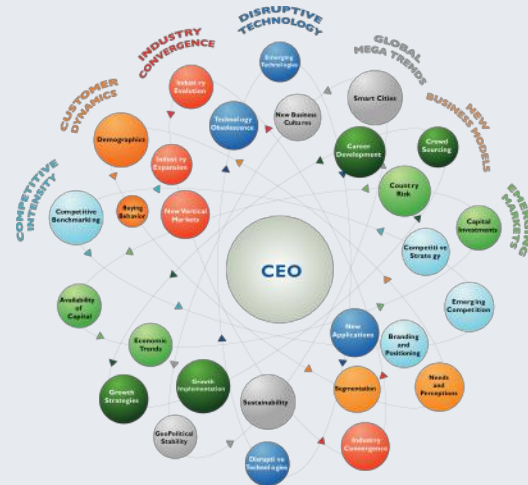 DISRUPTIVE
TECHNOLOGY
INDUSTRY
CONVERGENCE
GLOBAL
MEGA TRENDS
CUSTOMER
DYNAMICS
NEW
BUSINESS MODELS
COMPETITIVE
INTENSITY
EMERGING
MARKETS
Emerging
Technologies
Industry
Evolution
Smart Cities
Technology
Obsolescence
New Business
Cultures
Demographics
Career
Development
Crowd
Sourcing
Industry
Expansion
Country
Risk
Competitive
Benchmarking
Buying
Behavior
New Vertical
Markets
Capital
Investments
Competitive
Strategy
CEO
Availability
of Capital
Emerging
Competition
Economic
Trends
New
Applications
Branding
and
Positioning
Growth
Strategies
Growth
Implementation
Sustainability
Segmentation
Needs
and
Perceptions
GeoPolitical
Stability
Industry
Convergence
Disruptive
Technologies